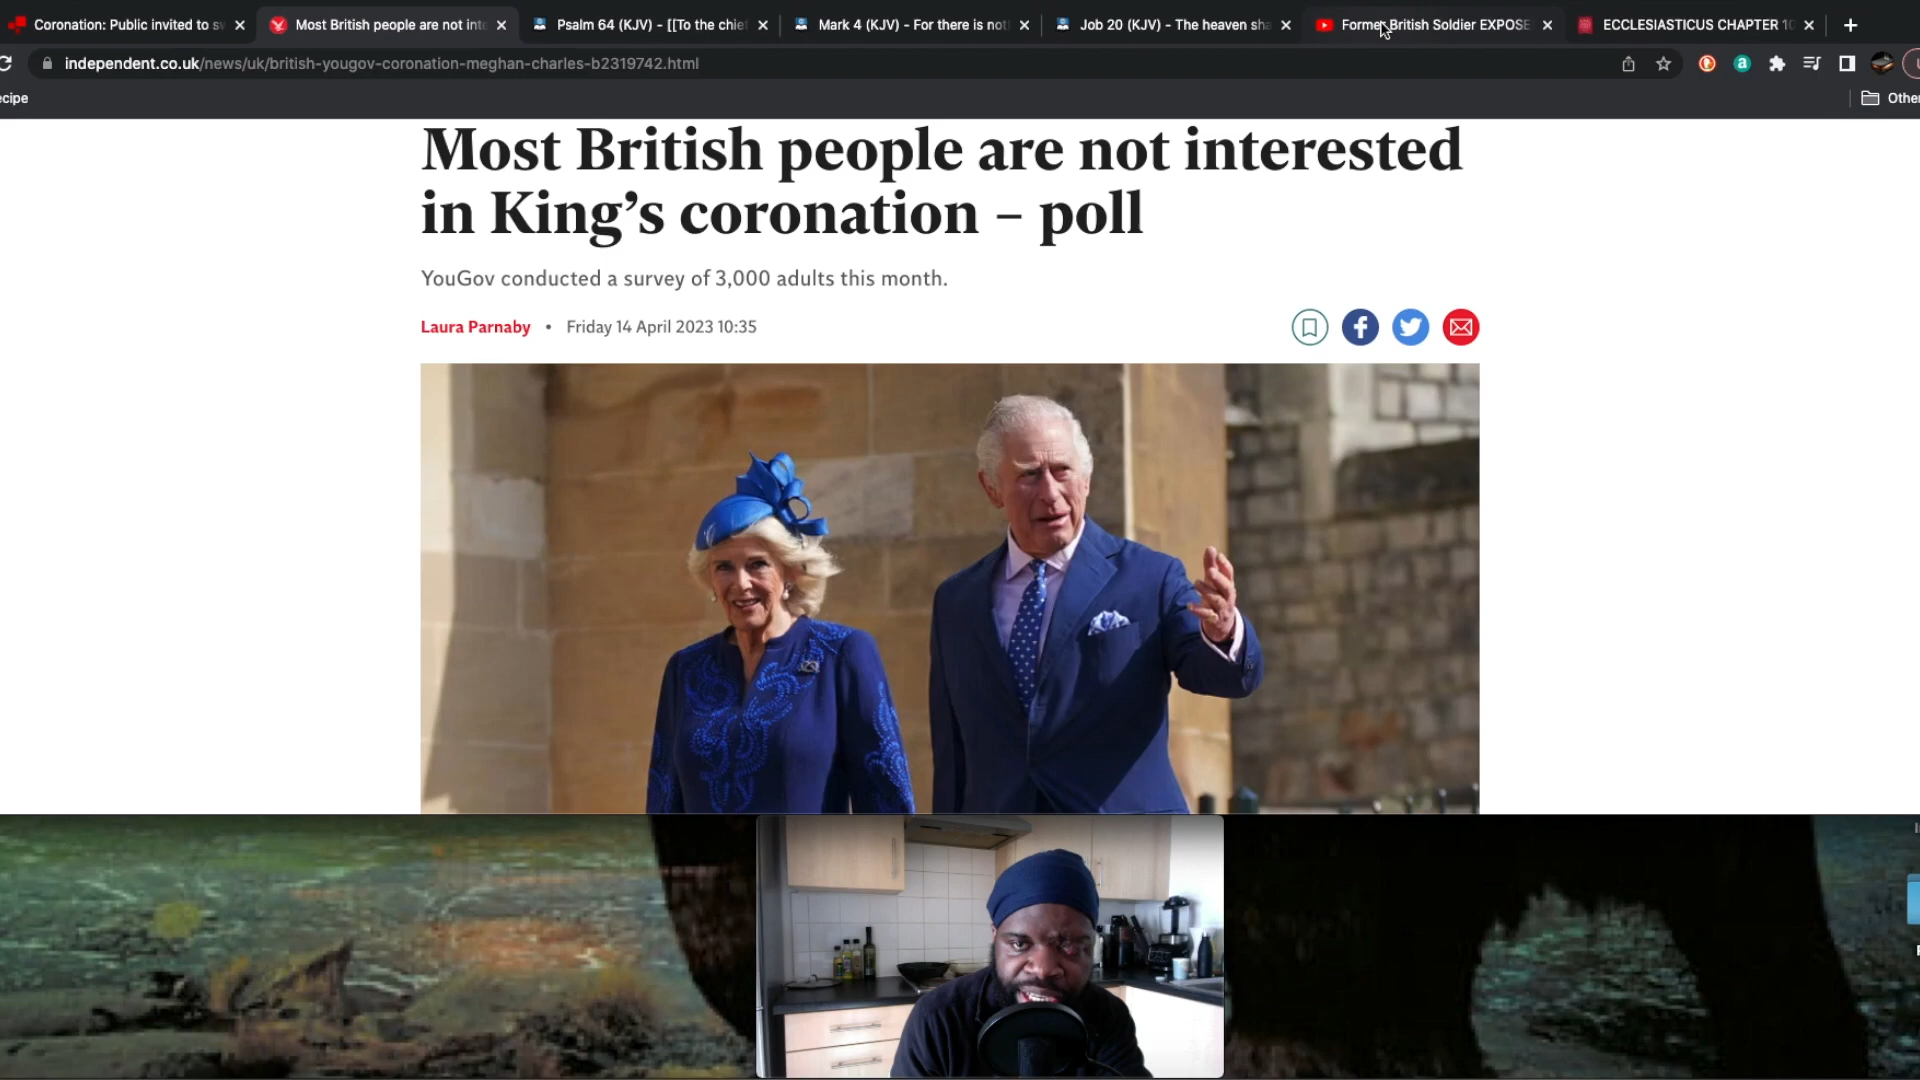 Coronation: Public invited to sw
Most British people are not inte
Psalm 64 (KJV) - [[To the chie
Mark 4 (KJV) - For there is not
Job 20 (KJV) - The heaven sha
Former British Soldier EXPOSE
ECCLESIASTICUS CHAPTER 10
independent.co.uk/news/uk/british-yougov-coronation-meghan-charles-b2319742.html
ecipe
Other
Most British people are not interested
in King's coronation – poll
YouGov conducted a survey of 3,000 adults this month.
Laura Parnaby • Friday 14 April 2023 10:35